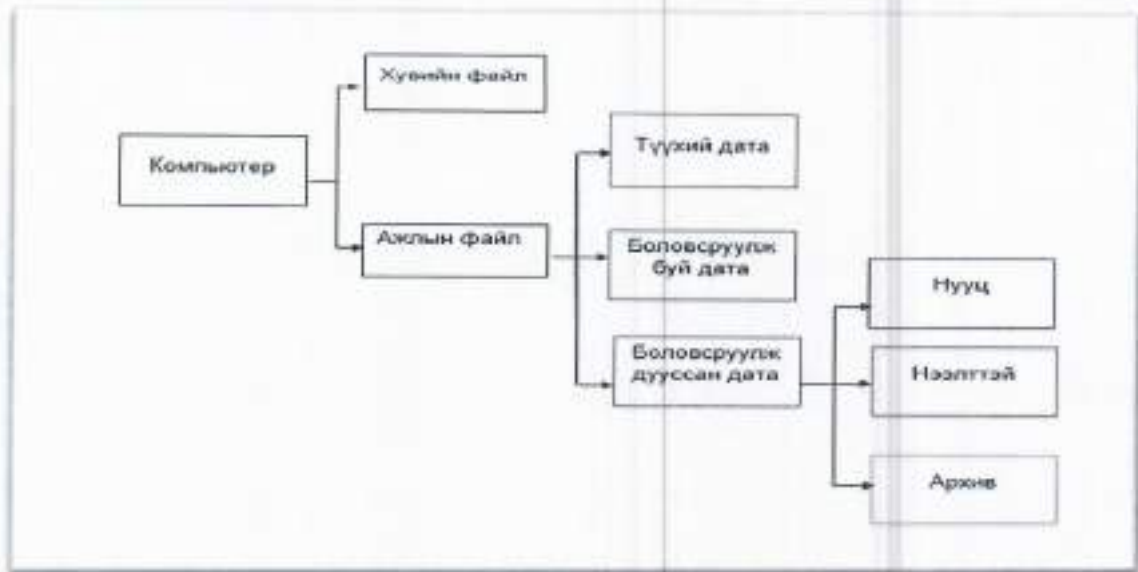 Компьютер
Хувийн файл
Ажлын файл
Түүхий дата
Боловсруулж
буй дата
Боловсруулж
дууссан дата
Нууц
Нээлттэй
Архив